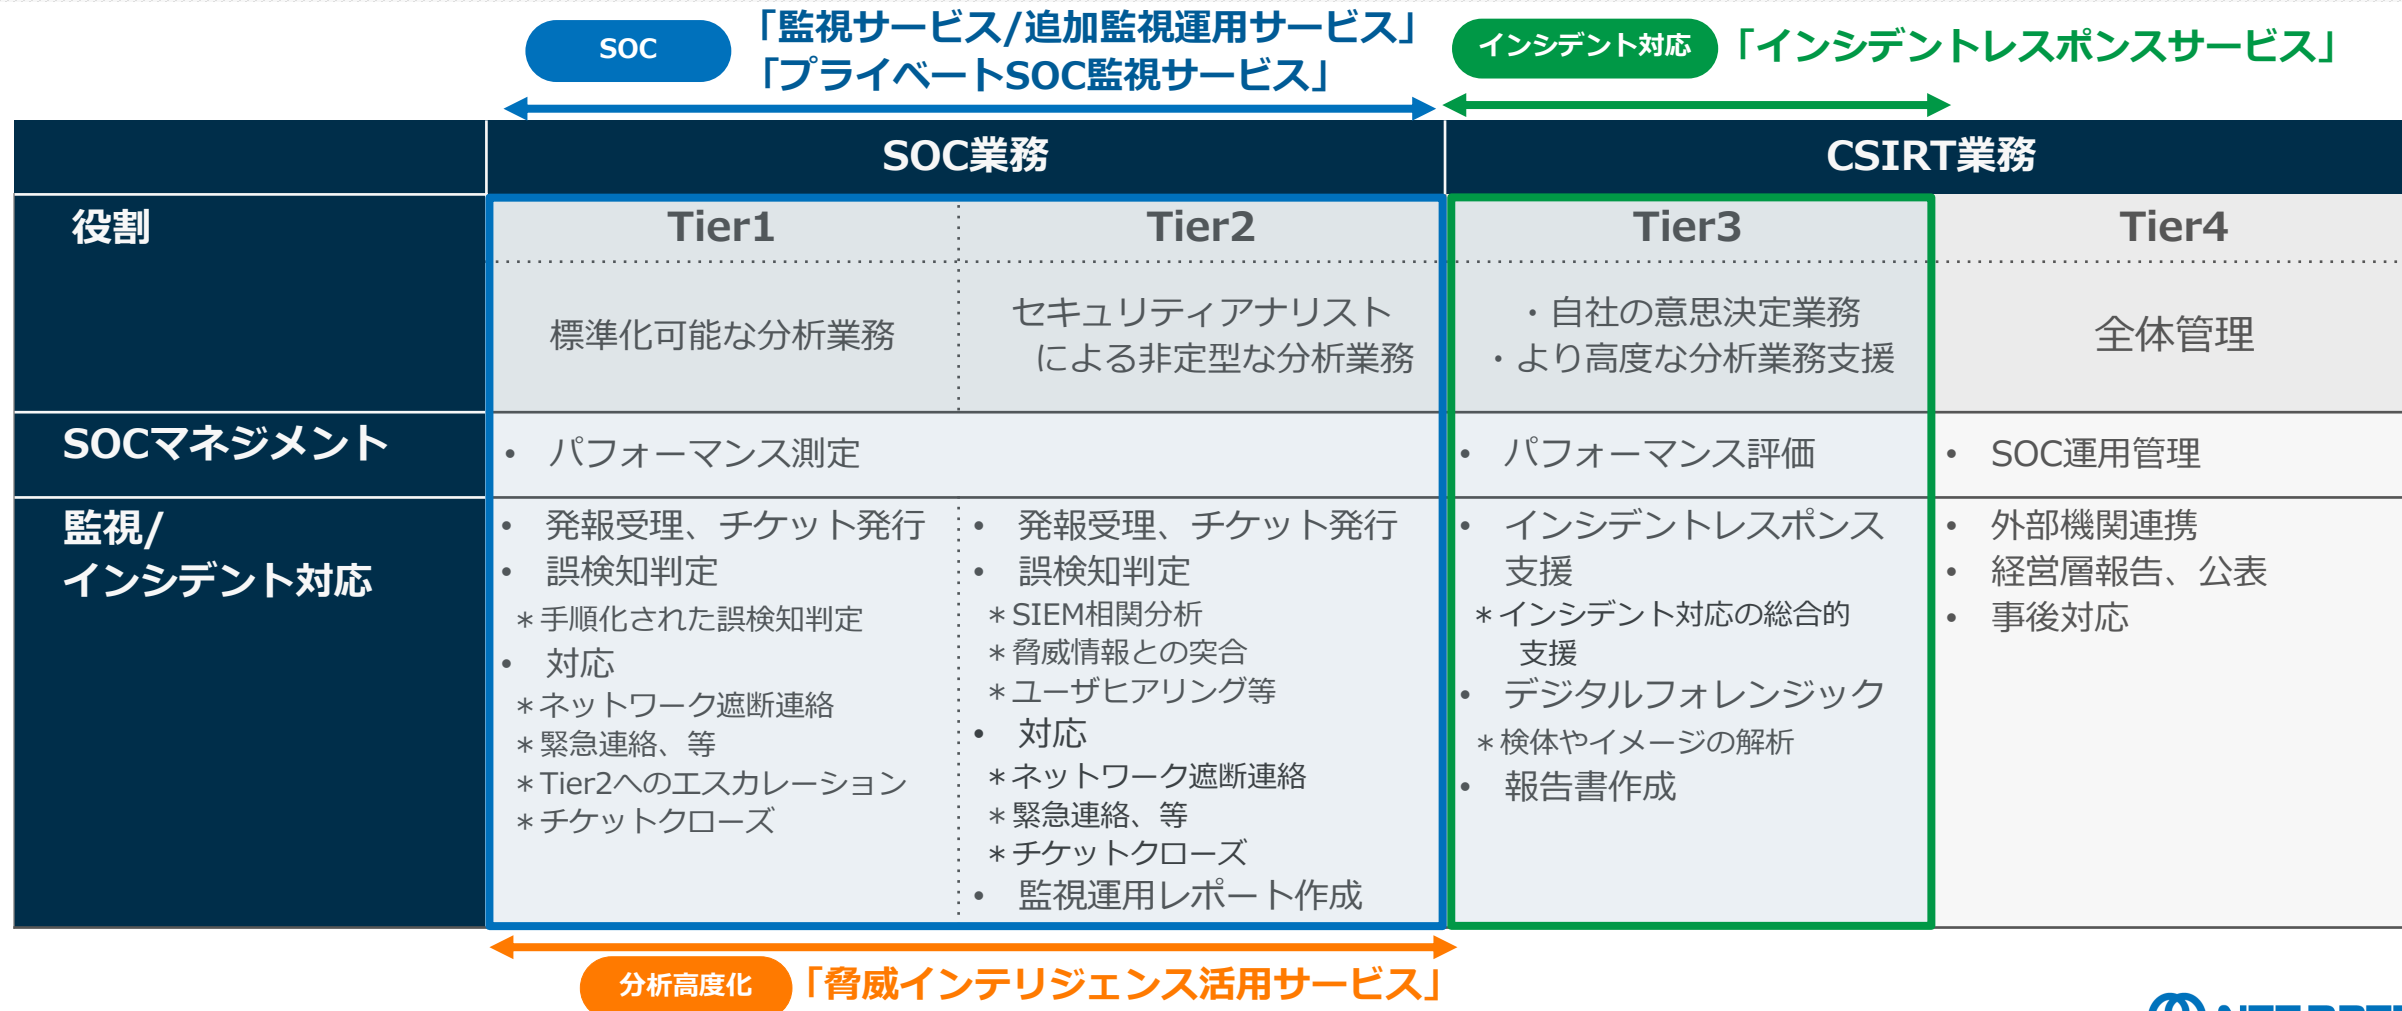 SOC
「監視サービス/追加監視運用サービス」
「プライベートSOC監視サービス」
インシデント対応
「インシデントレスポンスサービス」
SOC業務
CSIRT業務
役割
Tier1
Tier2
Tier3
Tier4
標準化可能な分析業務
セキュリティアナリスト
による非定型な分析業務
・自社の意思決定業務
・より高度な分析業務支援
全体管理
SOCマネジメント
• パフォーマンス測定
• パフォーマンス評価
• SOC運用管理
監視/
インシデント対応
• 発報受理、チケット発行
• 誤検知判定
＊手順化された誤検知判定
• 対応
＊ネットワーク遮断連絡
＊緊急連絡、等
＊Tier2へのエスカレーション
＊チケットクローズ
• 発報受理、チケット発行
• 誤検知判定
＊SIEM相関分析
＊脅威情報との突合
＊ユーザヒアリング等
• 対応
＊ネットワーク遮断連絡
＊緊急連絡、等
＊チケットクローズ
• 監視運用レポート作成
• インシデントレスポンス
支援
＊インシデント対応の総合的
支援
• デジタルフォレンジック
＊検体やイメージの解析
• 報告書作成
• 外部機関連携
• 経営層報告、公表
• 事後対応
分析高度化
「脅威インテリジェンス活用サービス」